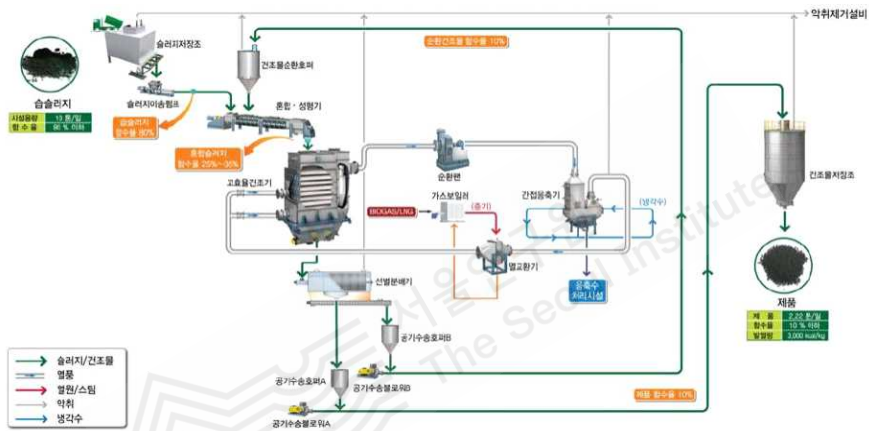 악취제거설비
순환건조물 함수율 10%
슬러지저장조
건조물순환호퍼
습슬러지
시설용량 10 톤/일
함 수 율 80 % 이하
슬러지이송펌프
혼합·성형기
습슬러지
함수율 80%
혼합슬러지
함수율 25%~35%
고효율건조기
순환팬
가스보일러
BIOGAS/LNG
(증기)
간접응축기
(냉각수)
열교환기
응축수
처리시설
건조물저장조
제품
제 품 2.22 톤/일
함수율 10 % 이하
발열량 3,000 kcal/kg
선별분배기
공기수송호퍼B
공기수송호퍼A
공기수송블로워B
공기수송블로워A
제품 함수율 10%
슬러지/건조물
열풍
열원/스팀
악취
냉각수
서울연구원
The Seoul Institute